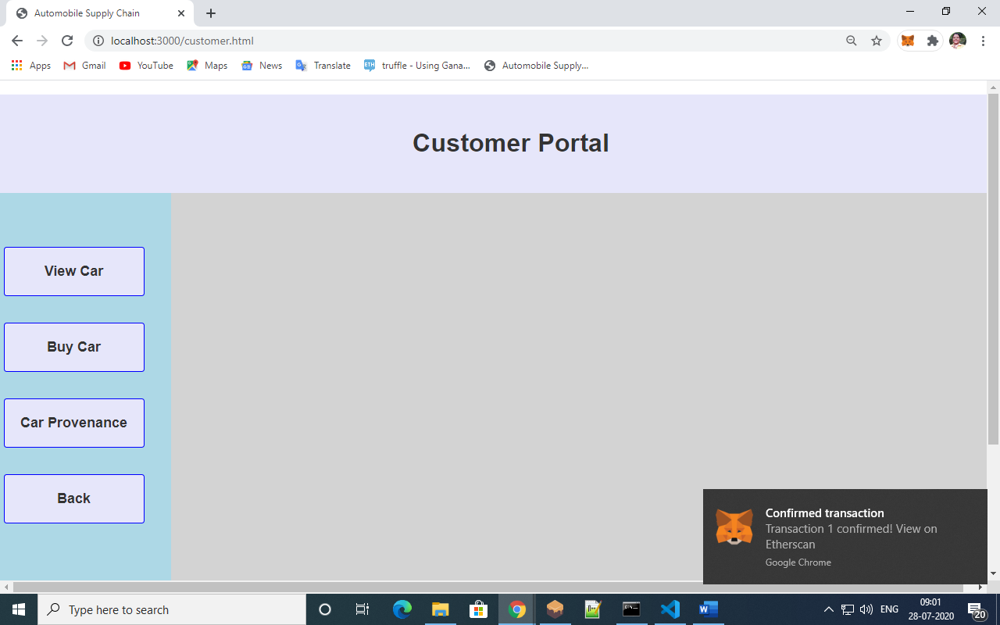 Automobile Supply Chain
localhost:3000/customer.html
Apps Gmail YouTube Maps News Translate ETH truffle - Using Gana... Automobile Supply...
Customer Portal
View Car
Buy Car
Car Provenance
Back
Confirmed transaction
Transaction 1 confirmed! View on
Etherscan
Google Chrome
Type here to search
ENG
09:01
28-07-2020
20